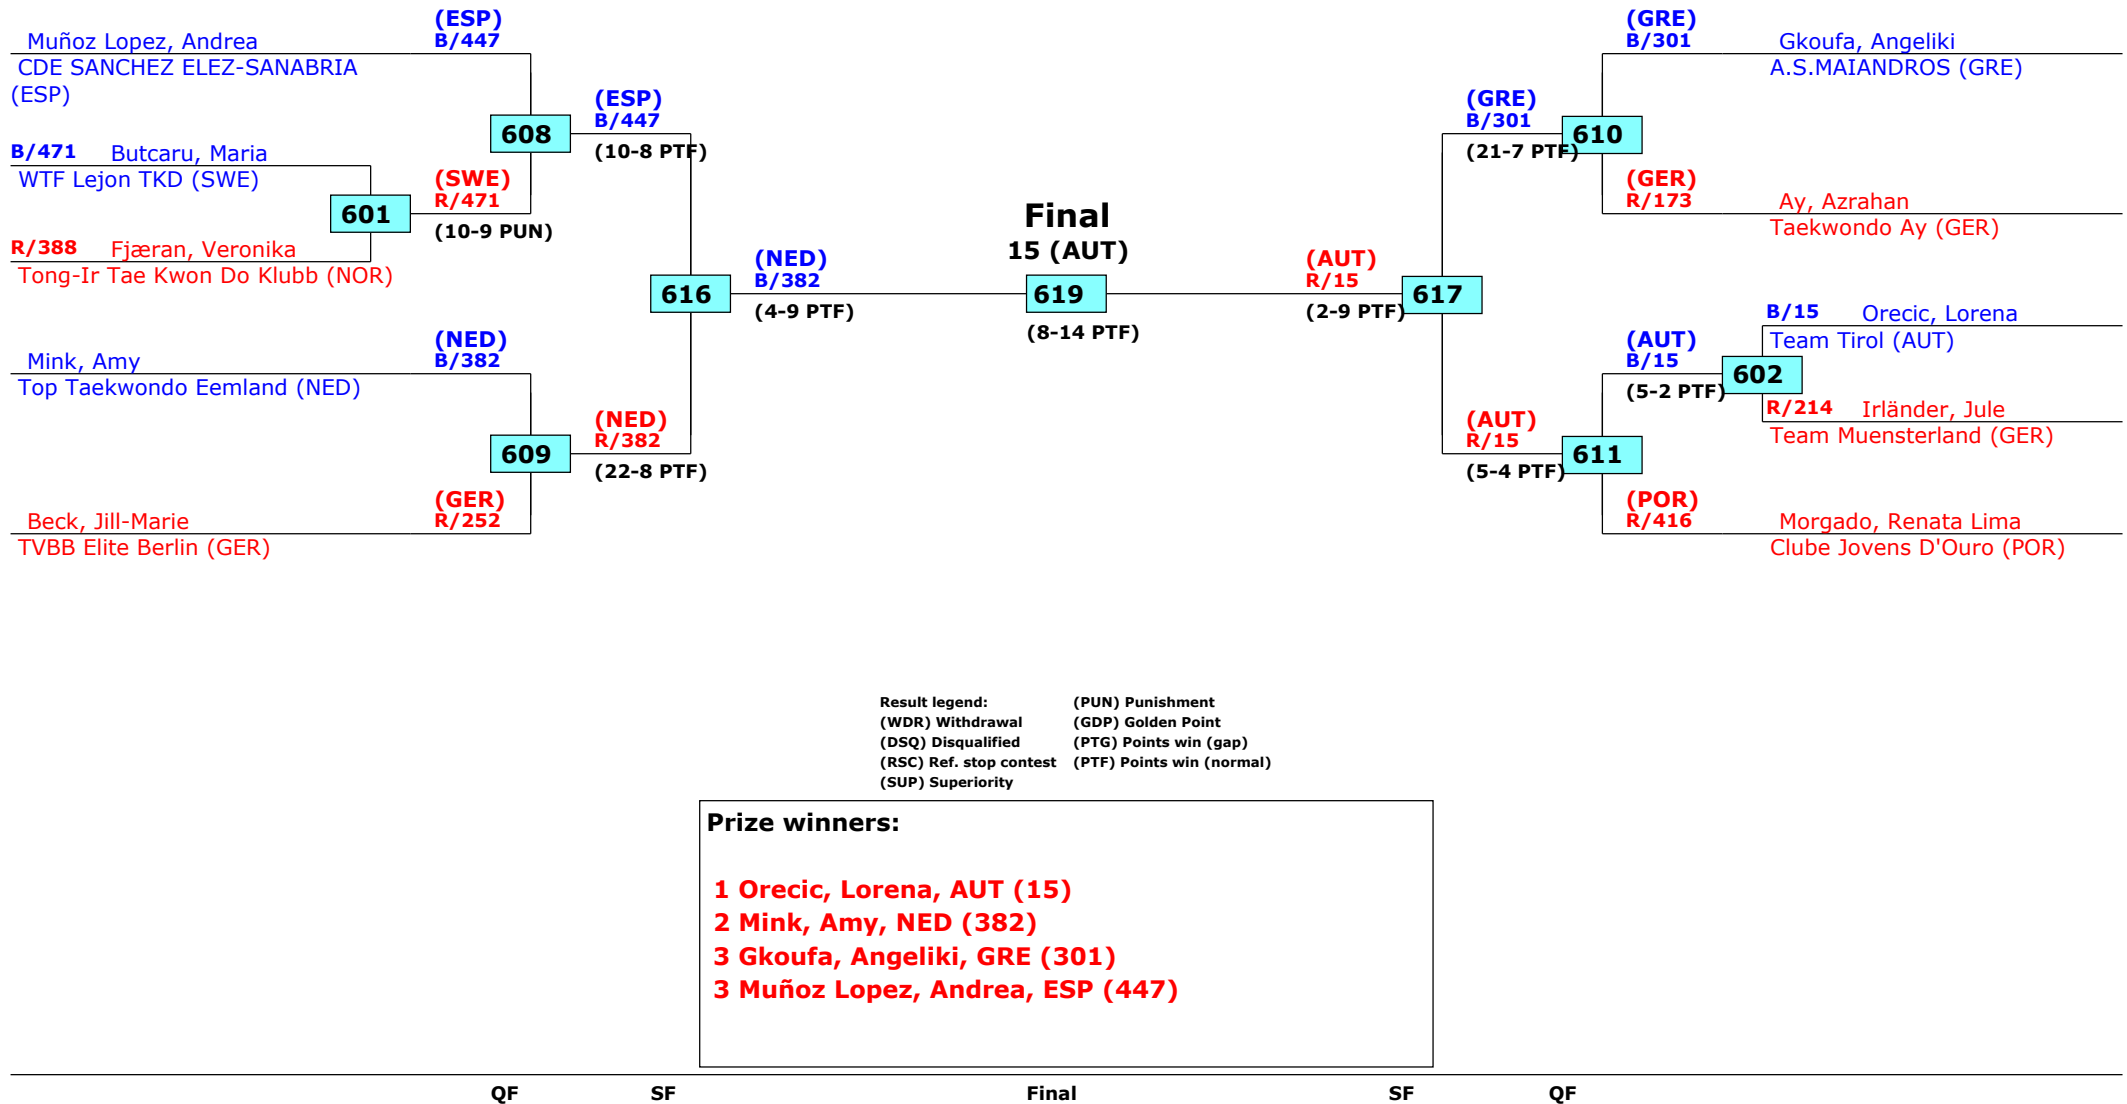 (ESP)
B/447
Muñoz Lopez, Andrea
CDE SANCHEZ ELEZ-SANABRIA
(ESP)
608
(ESP)
B/447
(10-8 PTF)
B/471 Butcaru, Maria
WTF Lejon TKD (SWE)
601
(SWE)
R/471
(10-9 PUN)
R/388 Fjæran, Veronika
Tong-Ir Tae Kwon Do Klubb (NOR)
616
(NED)
B/382
(4-9 PTF)
(NED)
B/382
Mink, Amy
Top Taekwondo Eemland (NED)
609
(NED)
R/382
(22-8 PTF)
(GER)
R/252
Beck, Jill-Marie
TVBB Elite Berlin (GER)
Final
15 (AUT)
619
(8-14 PTF)
(GRE)
B/301
Gkoufa, Angeliki
A.S.MAIANDROS (GRE)
(GRE)
B/301
(21-7 PTF)
610
(GER)
R/173
Ay, Azrahan
Taekwondo Ay (GER)
(AUT)
R/15
(2-9 PTF)
617
B/15 Orecic, Lorena
Team Tirol (AUT)
(AUT)
B/15
(5-2 PTF)
602
R/214 Irländer, Jule
Team Muensterland (GER)
(AUT)
R/15
(5-4 PTF)
611
(POR)
R/416
Morgado, Renata Lima
Clube Jovens D'Ouro (POR)
Result legend: (PUN) Punishment
(WDR) Withdrawal (GDP) Golden Point
(DSQ) Disqualified (PTG) Points win (gap)
(RSC) Ref. stop contest (PTF) Points win (normal)
(SUP) Superiority
Prize winners:
1 Orecic, Lorena, AUT (15)
2 Mink, Amy, NED (382)
3 Gkoufa, Angeliki, GRE (301)
3 Muñoz Lopez, Andrea, ESP (447)
QF SF Final SF QF